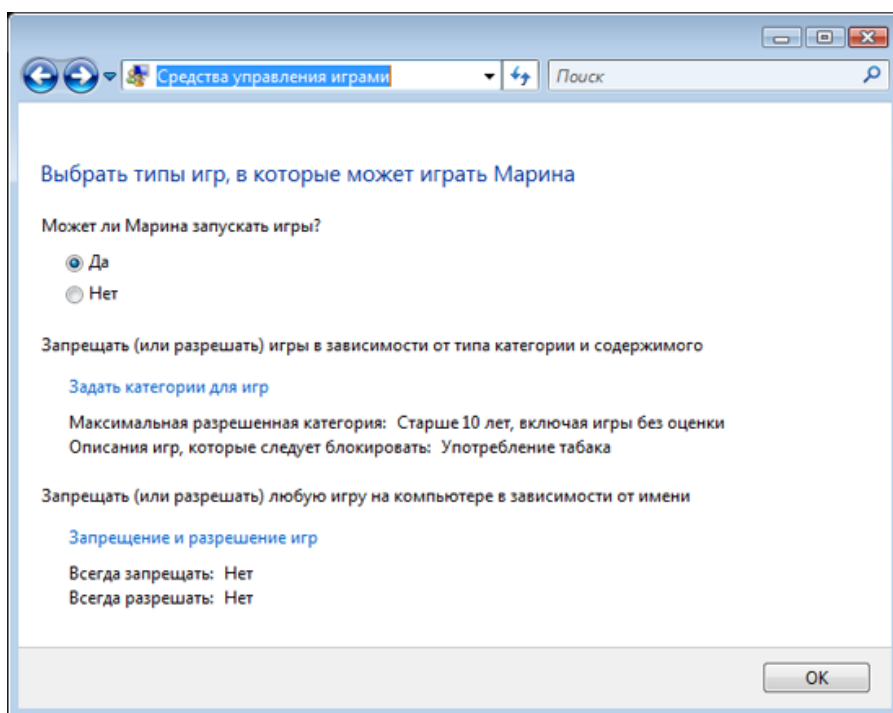 Средства управления играми
Поиск
Выбрать типы игр, в которые может играть Марина
Может ли Марина запускать игры?
Да
Нет
Запрещать (или разрешать) игры в зависимости от типа категории и содержимого
Задать категории для игр
Максимальная разрешенная категория: Старше 10 лет, включая игры без оценки
Описания игр, которые следует блокировать: Употребление табака
Запрещать (или разрешать) любую игру на компьютере в зависимости от имени
Запрещение и разрешение игр
Всегда запрещать: Нет
Всегда разрешать: Нет
ОК